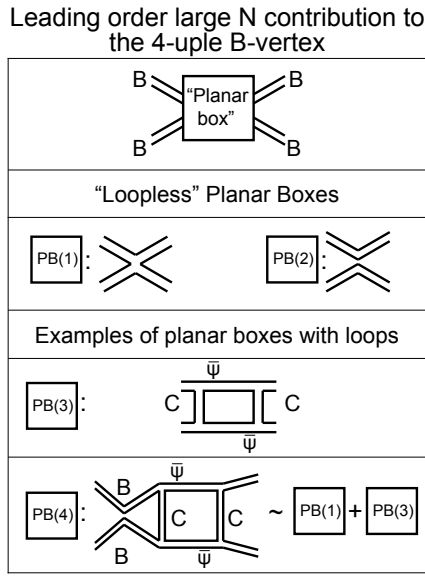 Leading order large N contribution to
the 4-uple B-vertex
B B
“Planar
box”
B B
“Loopless” Planar Boxes
PB(1) : PB(2) :
Examples of planar boxes with loops
ψ̅
PB(3) : C C
ψ̅
ψ̅
B
PB(4) : C C ~ PB(1) + PB(3)
B
ψ̅